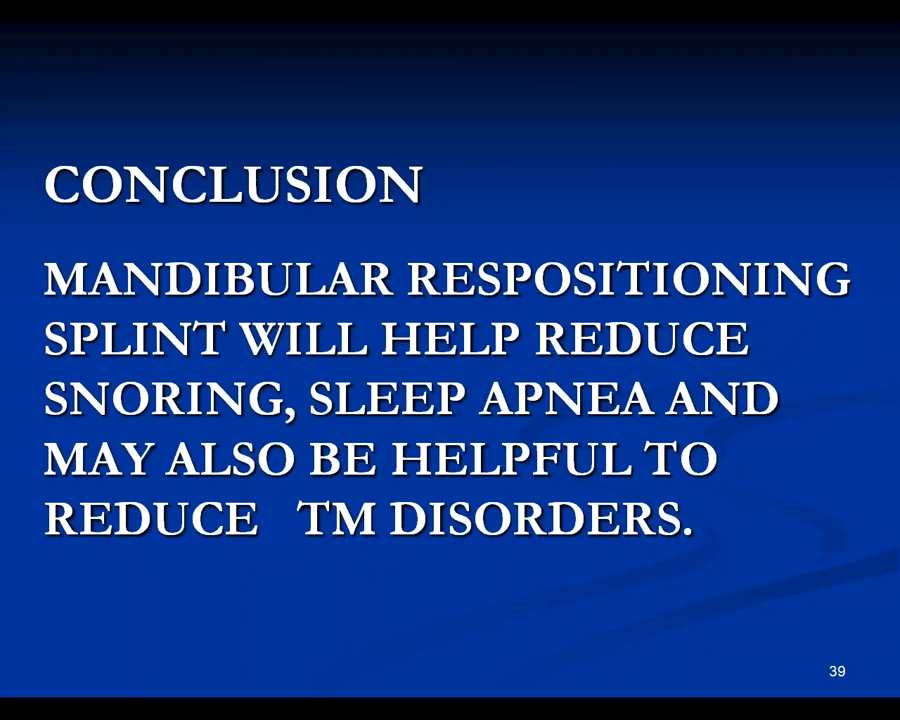 CONCLUSION
MANDIBULAR RESPOSITIONING
SPLINT WILL HELP REDUCE
SNORING, SLEEP APNEA AND
MAY ALSO BE HELPFUL TO
REDUCE   TM DISORDERS.
39